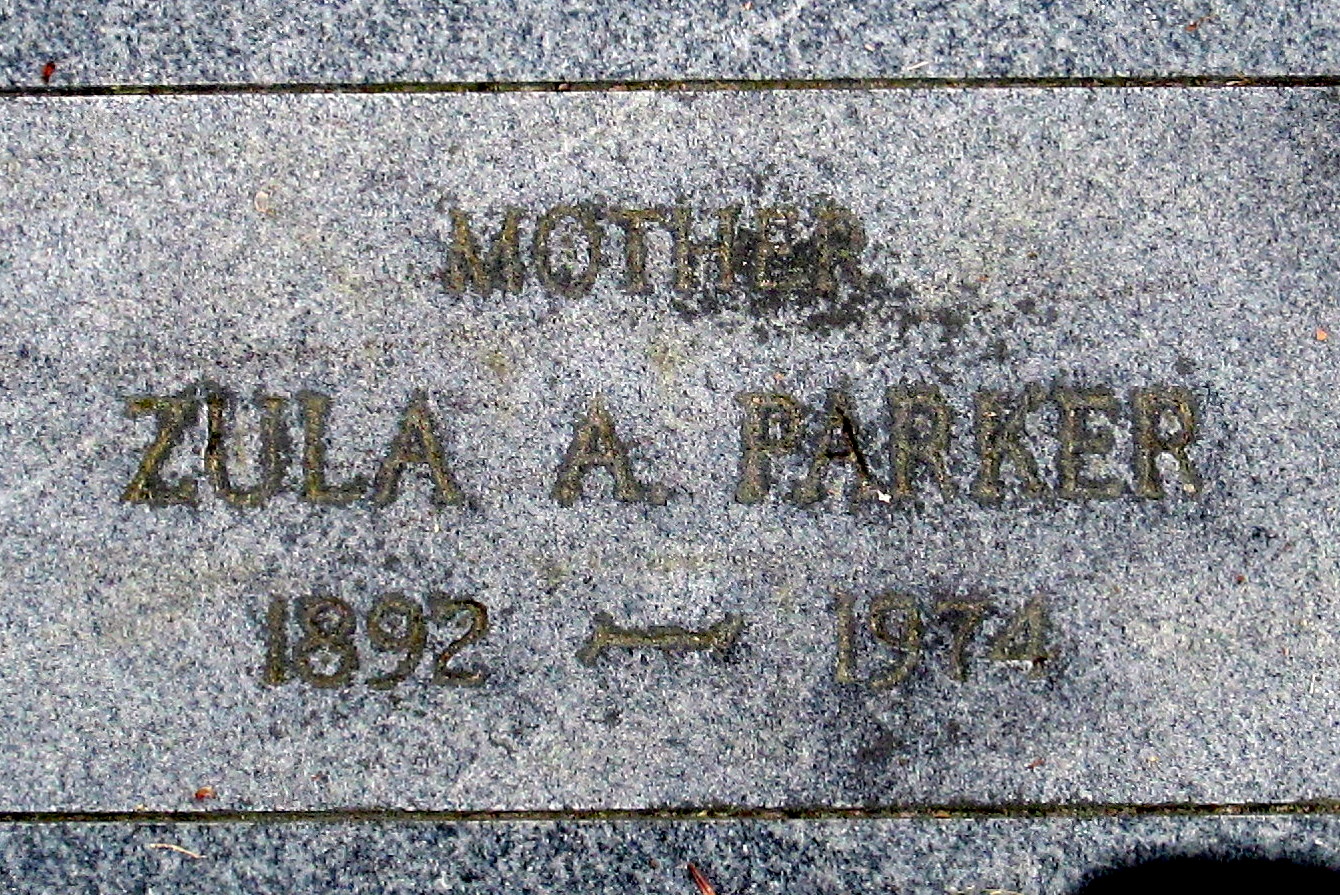 MOTHER
ZULA A. PARKER
1892 — 1974